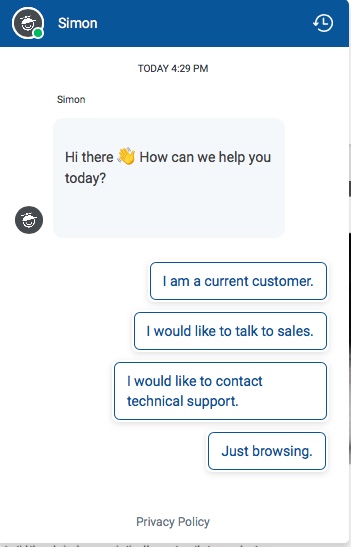 Simon
TODAY 4:29 PM
Simon
Hi there 👋 How can we help you
today?
I am a current customer.
I would like to talk to sales.
I would like to contact
technical support.
Just browsing.
Privacy Policy